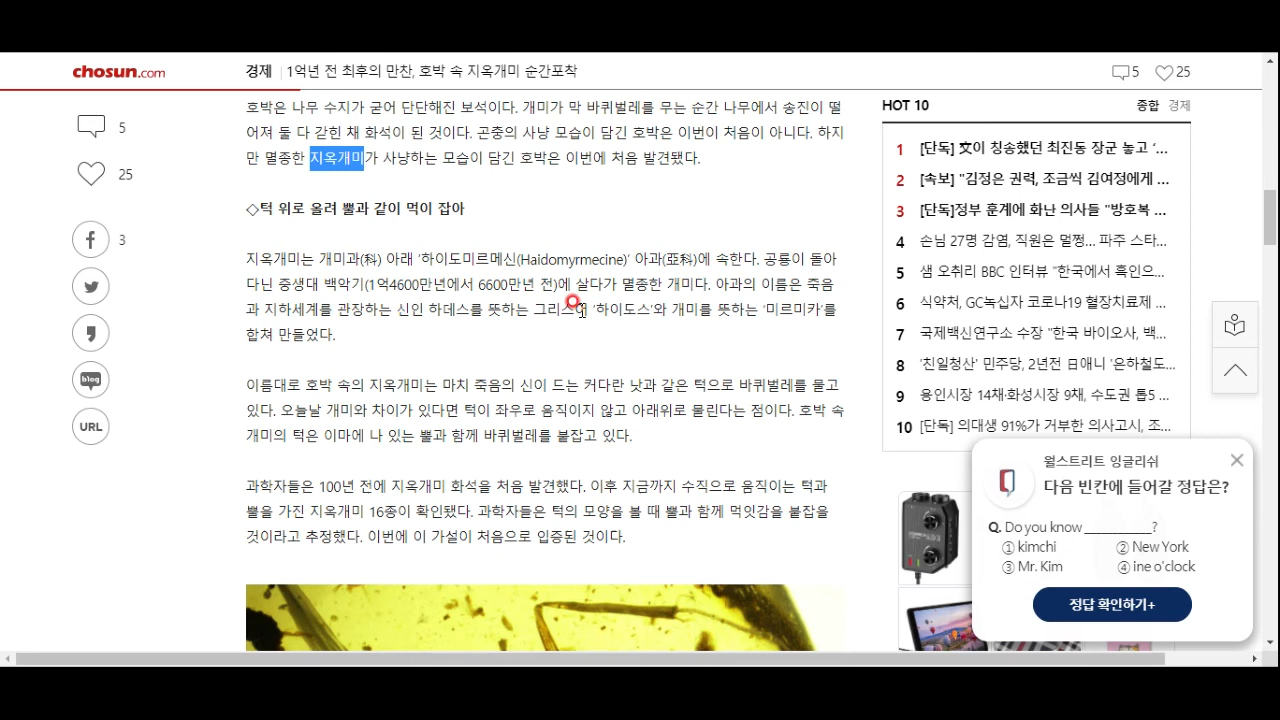 chosun.com
경제 | 1억년 전 최후의 만찬, 호박 속 지옥개미 순간포착
5 25
5
25
3
blog
URL
호박은 나무 수지가 굳어 단단해진 보석이다. 개미가 막 바퀴벌레를 무는 순간 나무에서 송진이 떨
어져 둘 다 갇힌 채 화석이 된 것이다. 곤충의 사냥 모습이 담긴 호박은 이번이 처음이 아니다. 하지
만 멸종한 지옥개미가 사냥하는 모습이 담긴 호박은 이번에 처음 발견됐다.
◇턱 위로 올려 뿔과 같이 먹이 잡아
지옥개미는 개미과(科) 아래 '하이도미르메신(Haidomyrmecine)' 아과(亞科)에 속한다. 공룡이 돌아
다닌 중생대 백악기(1억4600만년에서 6600만년 전)에 살다가 멸종한 개미다. 아과의 이름은 죽음
과 지하세계를 관장하는 신인 하데스를 뜻하는 그리스어 '하이도스'와 개미를 뜻하는 '미르미카'를
합쳐 만들었다.
이름대로 호박 속의 지옥개미는 마치 죽음의 신이 드는 커다란 낫과 같은 턱으로 바퀴벌레를 물고
있다. 오늘날 개미와 차이가 있다면 턱이 좌우로 움직이지 않고 아래위로 물린다는 점이다. 호박 속
개미의 턱은 이마에 나 있는 뿔과 함께 바퀴벌레를 붙잡고 있다.
과학자들은 100년 전에 지옥개미 화석을 처음 발견했다. 이후 지금까지 수직으로 움직이는 턱과
뿔을 가진 지옥개미 16종이 확인됐다. 과학자들은 턱의 모양을 볼 때 뿔과 함께 먹잇감을 붙잡을
것이라고 추정했다. 이번에 이 가설이 처음으로 입증된 것이다.
HOT 10 종합 경제
1 [단독] 文이 칭송했던 최진동 장군 놓고 '...
2 [속보] "김정은 권력, 조금씩 김여정에게 ...
3 [단독]정부 훈계에 화난 의사들 "방호복 ...
4 손님 27명 감염, 직원은 멀쩡... 파주 스타...
5 샘 오취리 BBC 인터뷰 "한국에서 흑인으...
6 식약처, GC녹십자 코로나19 혈장치료제 ...
7 국제백신연구소 수장 "한국 바이오사, 백...
8 '친일청산' 민주당, 2년전 日애니 '은하철도...
9 용인시장 14채·화성시장 9채, 수도권 톱5 ...
10 [단독] 의대생 91%가 거부한 의사고시, 조...
월스트리트 잉글리쉬
다음 빈칸에 들어갈 정답은?
Q. Do you know __________?
① kimchi ② New York
③ Mr. Kim ④ ine o'clock
정답 확인하기+